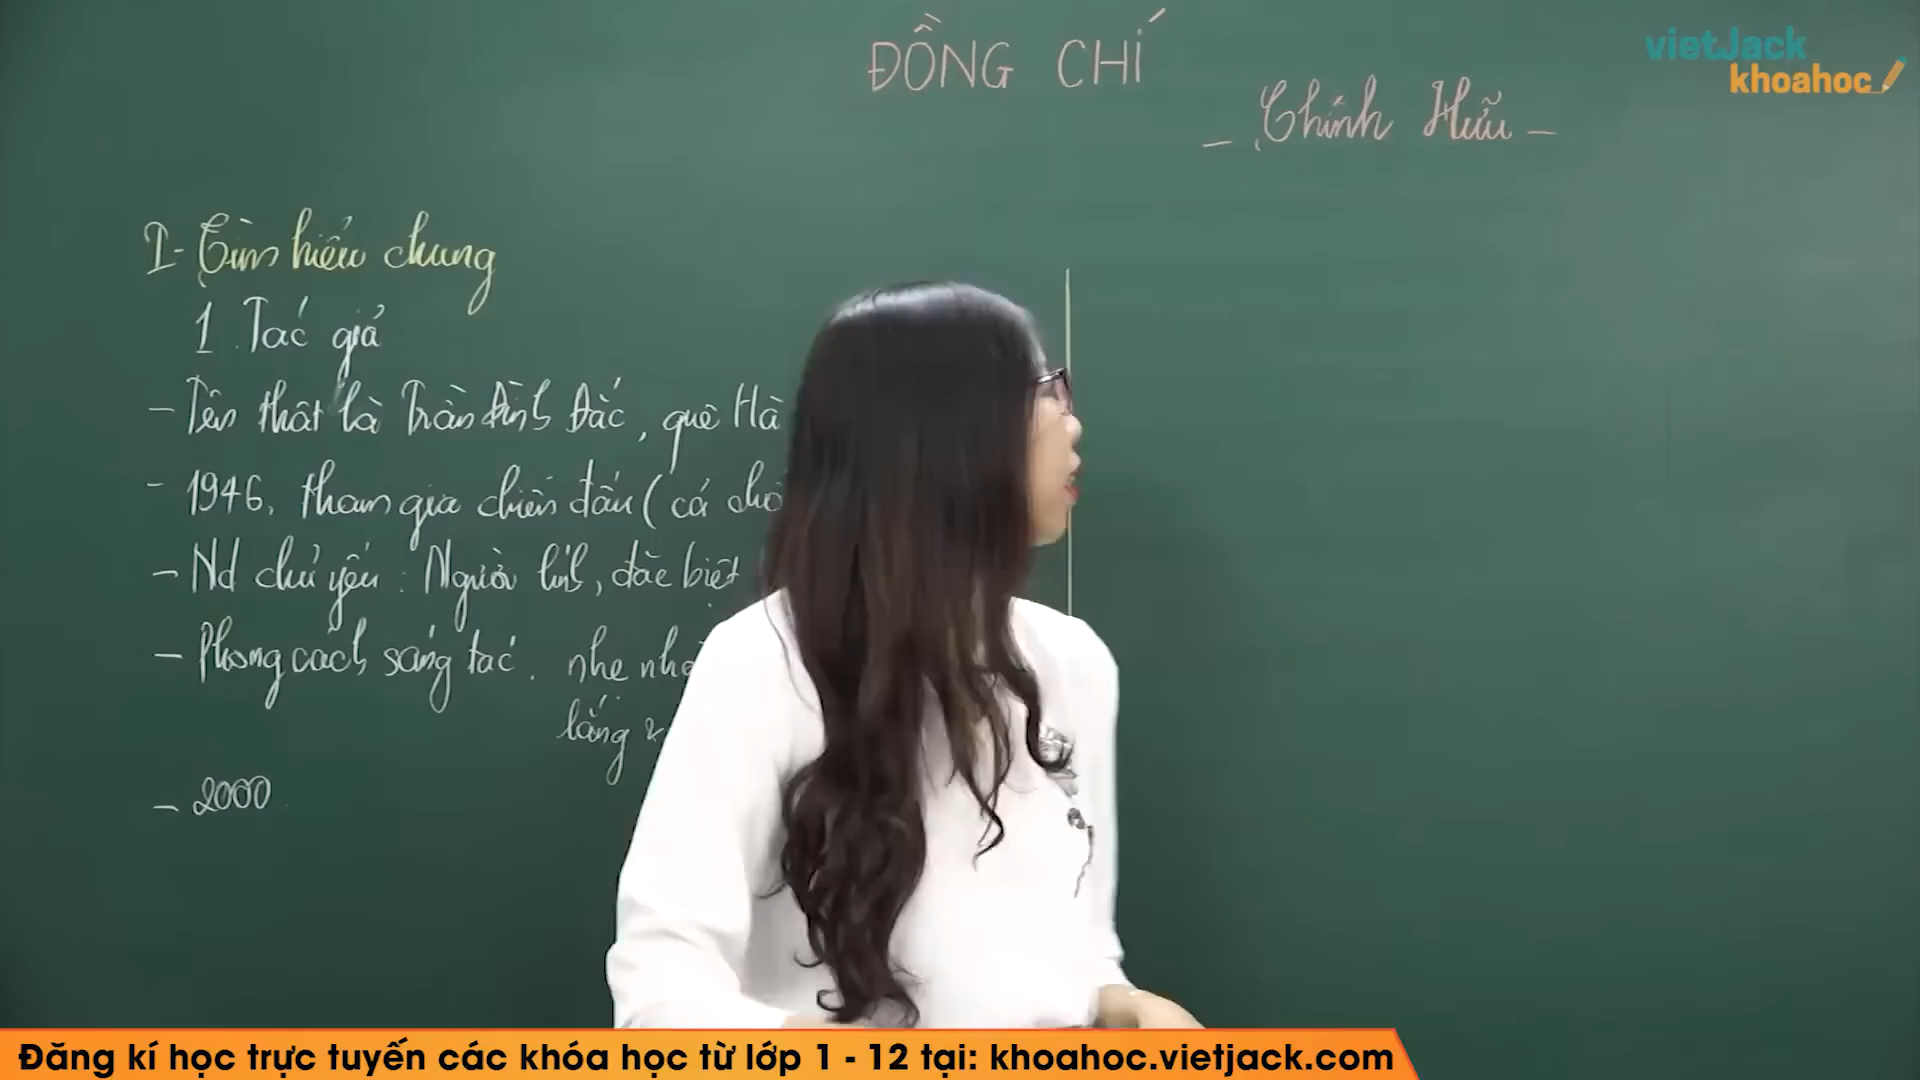 ĐỒNG CHÍ
- Chính Hữu -
vietJack
khoahoc
I- Tìm hiểu chung
1. Tác giả
- Tên thật là Trần Đình Đắc, quê Hà
- 1946, tham gia chiến đấu (cả
- Nd chủ yếu: Người lính, đặc biệt
- Phong cách sáng tác. nhẹ
lắng
- 2000
Đăng kí học trực tuyến các khóa học từ lớp 1 - 12 tại: khoahoc.vietjack.com